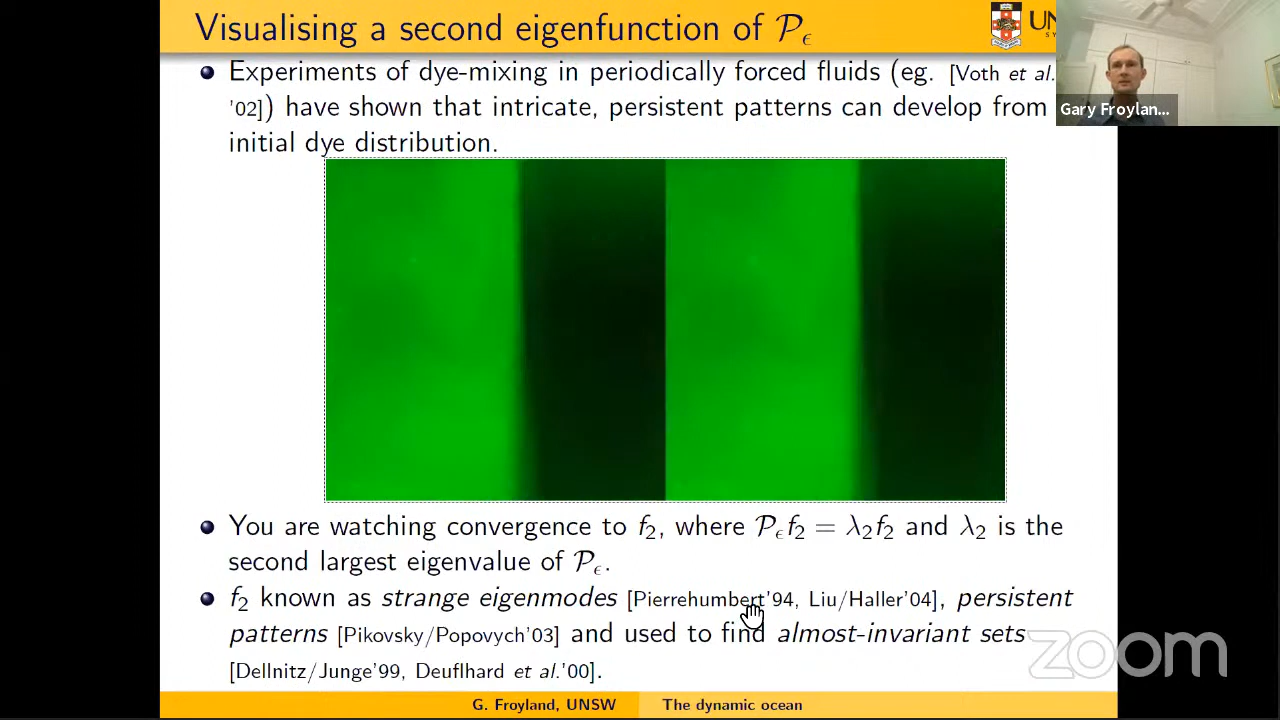 Visualising a second eigenfunction of 𝒫ϵ
UN
Experiments of dye-mixing in periodically forced fluids (eg. [Voth et al.
'02]) have shown that intricate, persistent patterns can develop from
initial dye distribution.
Gary Froylan...
You are watching convergence to f₂, where 𝒫ϵf₂ = λ₂f₂ and λ₂ is the
second largest eigenvalue of 𝒫ϵ.
f₂ known as strange eigenmodes [Pierrehumbert'94, Liu/Haller'04], persistent
patterns [Pikovsky/Popovych'03] and used to find almost-invariant sets
[Dellnitz/Junge'99, Deuflhard et al.'00].
zoom
G. Froyland, UNSW The dynamic ocean